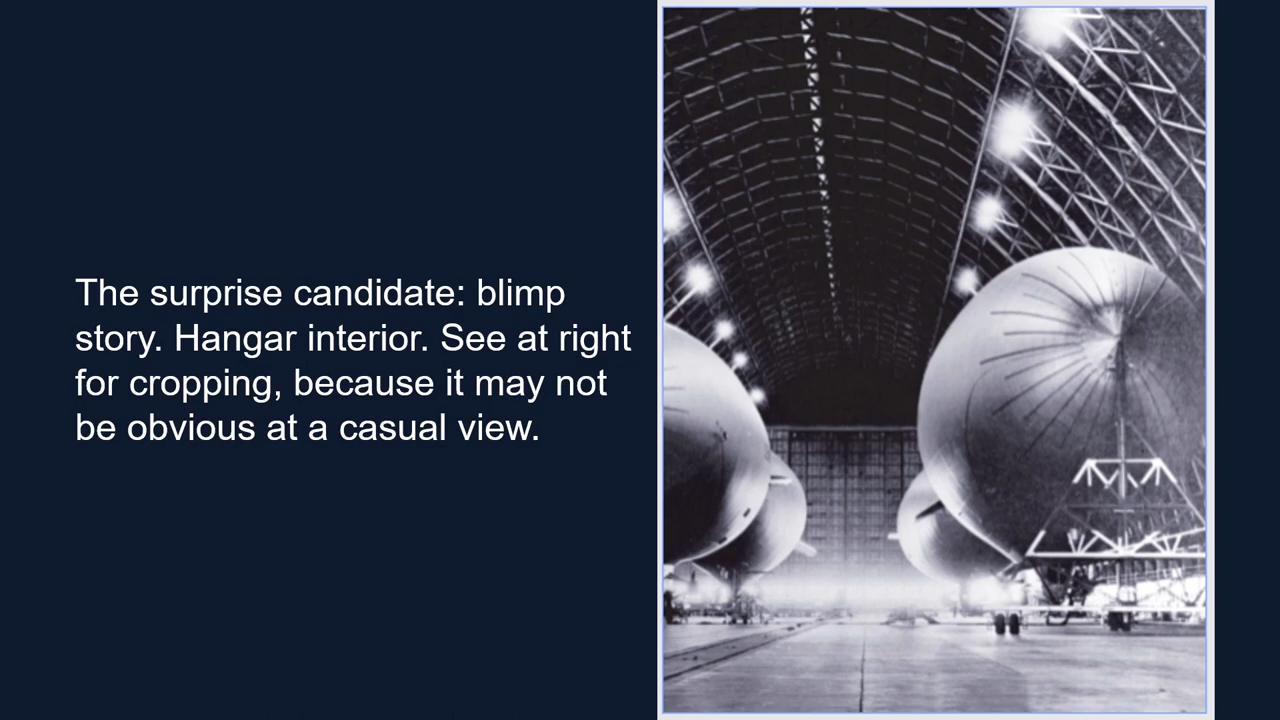 The surprise candidate: blimp
story. Hangar interior. See at right
for cropping, because it may not
be obvious at a casual view.